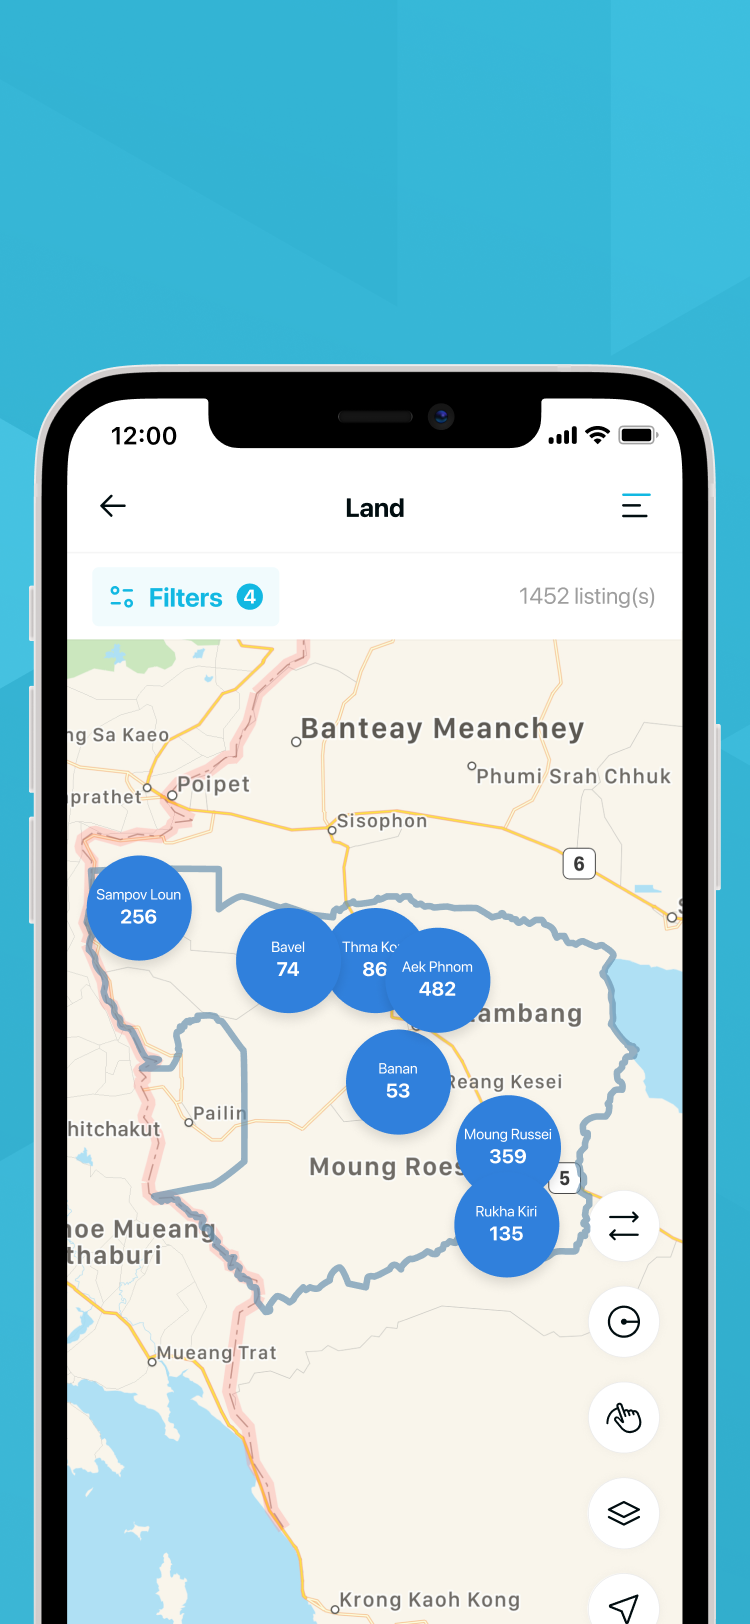 12:00
Land
Filters 4
1452 listing(s)
ng Sa Kaeo
Banteay Meanchey
Phumi Srah Chhuk
Poipet
prathet
Sisophon
6
Sampov Loun
256
Bavel
74
Thma Ko
86
Aek Phnom
482
ambang
Banan
53
Reang Kesei
Pailin
hitchakut
Moung Russei
359
Moung Roes
5
Rukha Kiri
135
noe Mueang
thaburi
Mueang Trat
Krong Kaoh Kong